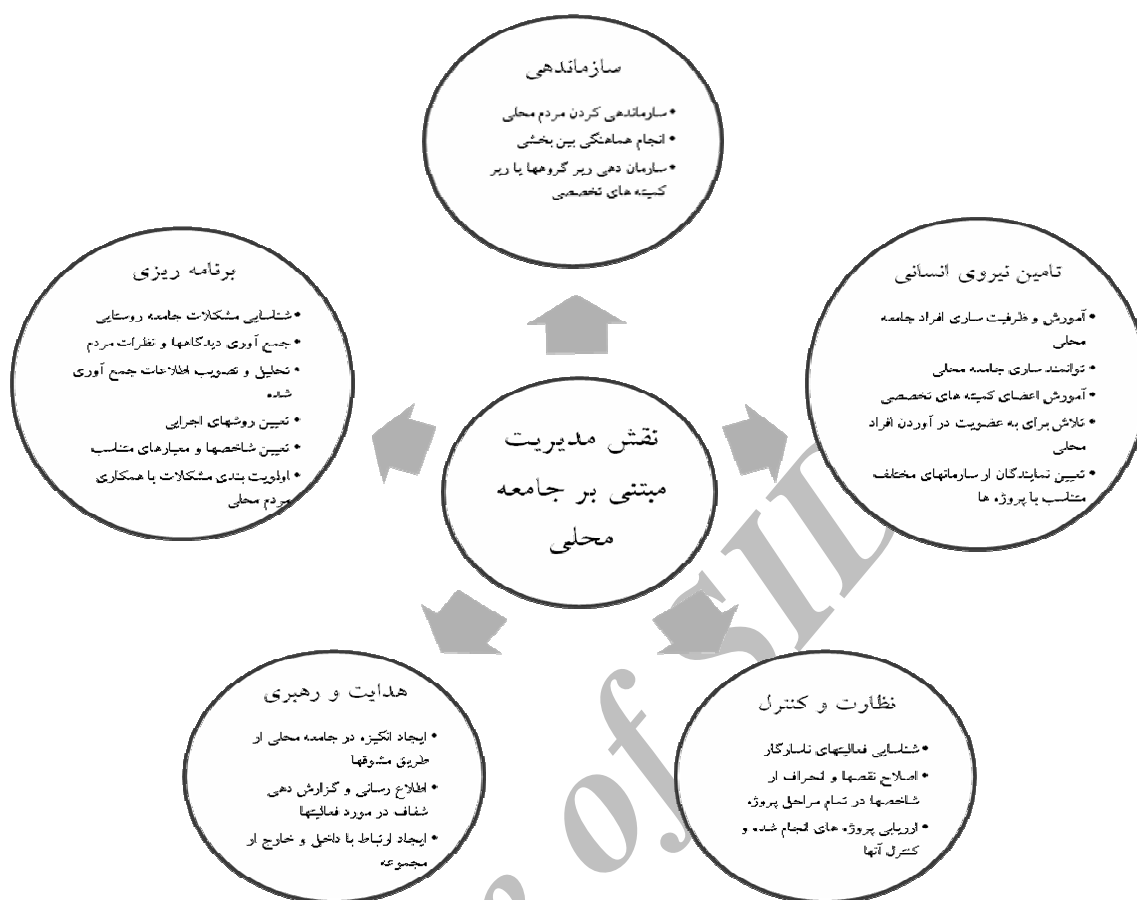 سازماندهی
•سازماندهی کردن مردم محلی
•انجام هماهنگی بین بخشی
•سازمان دهی زیر گروهها یا زیر
کمیته های تخصصی
تامین نیروی انسانی
•آموزش و ظرفیت سازی افراد جامعه
محلی
•توانمند سازی جامعه محلی
•آموزش اعضای کمیته های تخصصی
•تلاش برای به عضویت در آوردن افراد
محلی
•تعیین نمایندگان از سازمانهای مختلف
متناسب با پروژه ها
برنامه ریزی
•شناسایی مشکلات جامعه روستایی
•جمع آوری دیدگاهها و نظرات مردم
•تحلیل و تصویب اطلاعات جمع آوری
شده
•تعیین روشهای اجرایی
•تعیین شاخصها و معیارهای متناسب
•اولویت بندی مشکلات با همکاری
مردم محلی
نقش مدیریت
مبتنی بر جامعه
محلی
نظارت و کنترل
•شناسایی فعالیتهای ناسازگار
•اصلاح نقصها و انحراف از
شاخصها در تمام مراحل پروژه
•ارزیابی پروژه های انجام شده و
کنترل آنها
هدایت و رهبری
•ایجاد انگیزه در جامعه محلی از
طریق مشوقها
•اطلاع رسانی و گزارش دهی
شفاف در مورد فعالیتها
•ایجاد ارتباط با داخل و خارج از
مجموعه
of SID